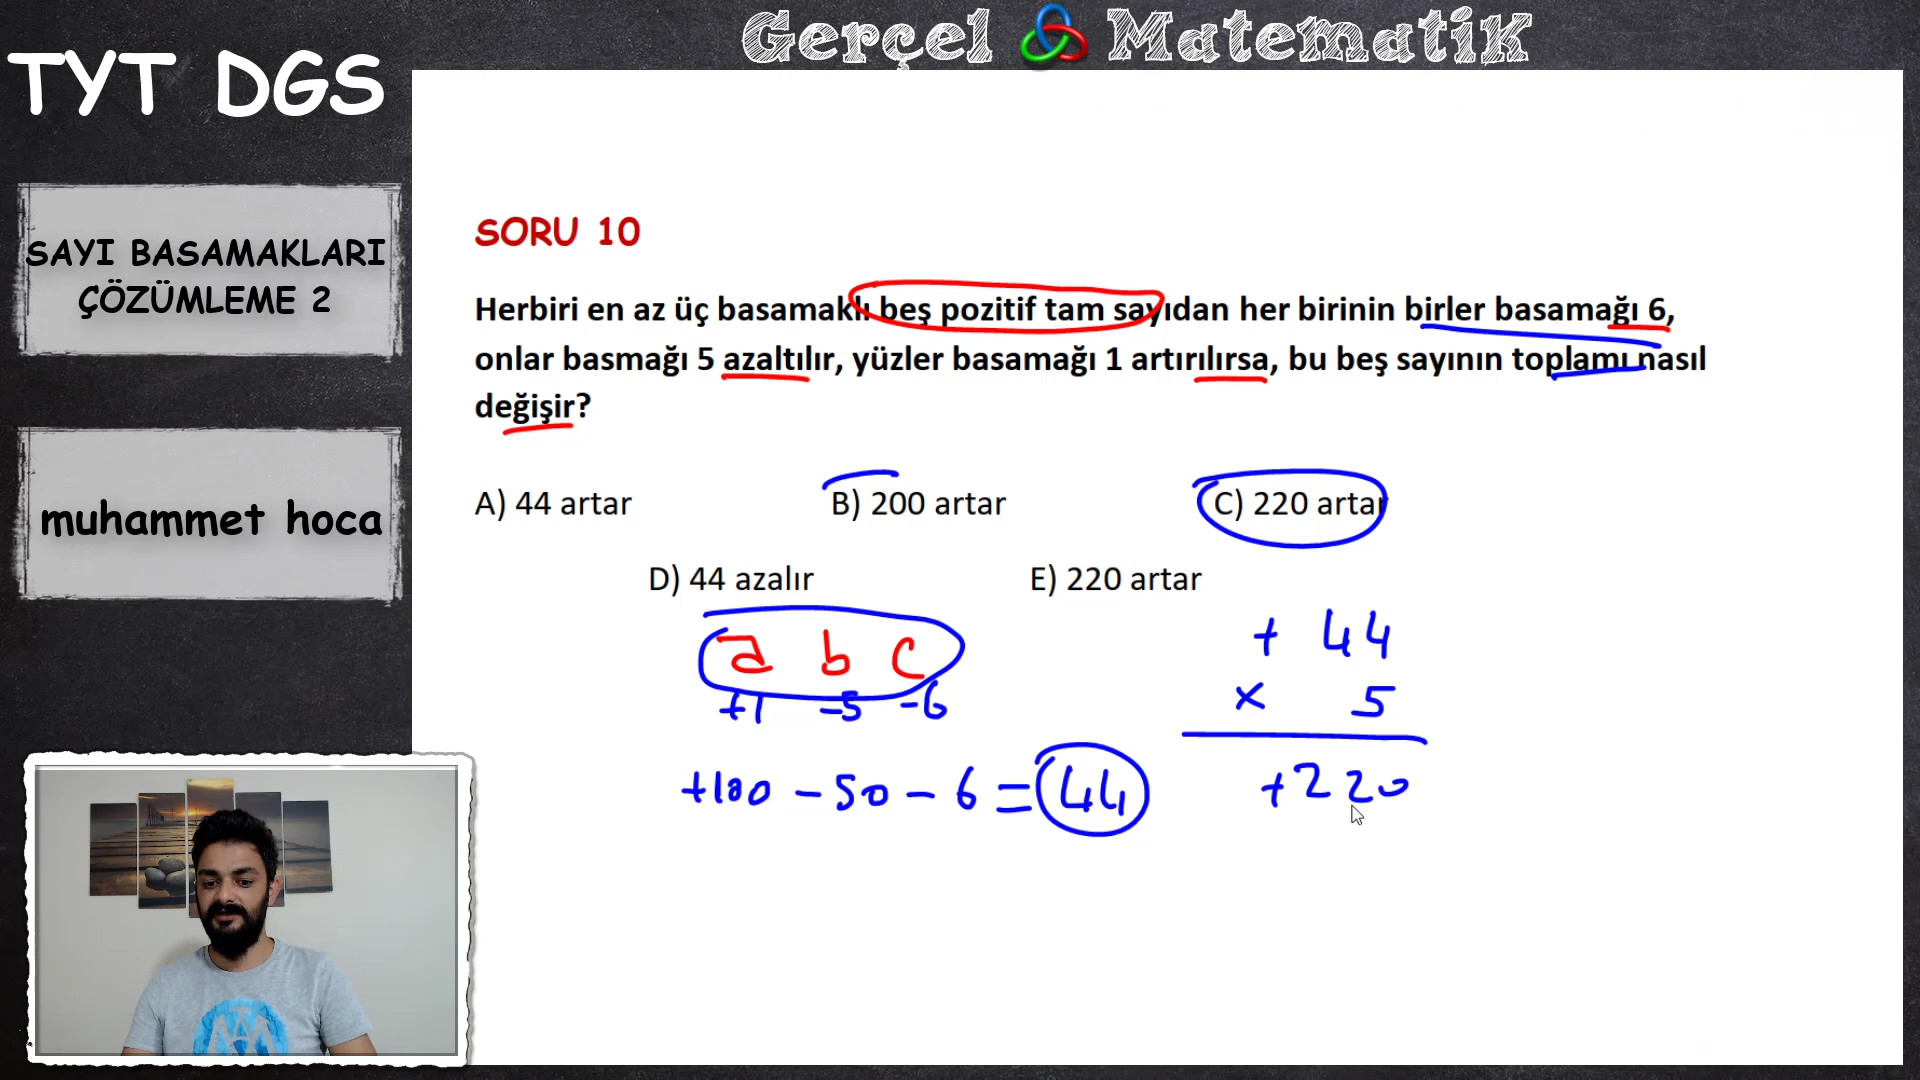 Gerçel Matematik
TYT DGS
SAYI BASAMAKLARI
ÇÖZÜMLEME 2
muhammet hoca
SORU 10
Herbiri en az üç basamaklı beş pozitif tam sayıdan her birinin birler basamağı 6,
onlar basmağı 5 azaltılır, yüzler basamağı 1 artırılırsa, bu beş sayının toplamı nasıl
değişir?
A) 44 artar
B) 200 artar
C) 220 artar
D) 44 azalır
E) 220 artar
a b c
+1 -5 -6
+100 - 50 - 6 = 44
+ 44
x 5
+220